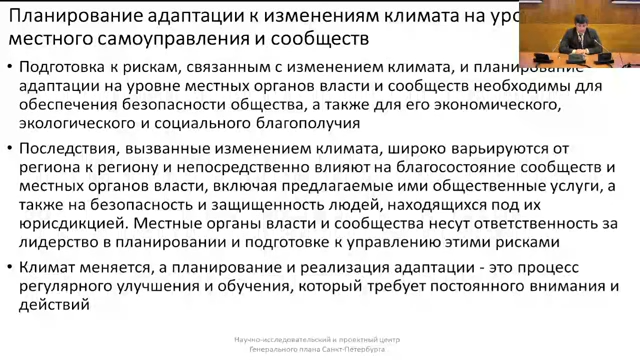 Планирование адаптации к изменениям климата на
местного самоуправления и сообществ
• Подготовка к рискам, связанным с изменением климата, и планирование
адаптации на уровне местных органов власти и сообществ необходимы для
обеспечения безопасности общества, а также для его экономического,
экологического и социального благополучия
• Последствия, вызванные изменением климата, широко варьируются от
региона к региону и непосредственно влияют на благосостояние сообществ и
местных органов власти, включая предлагаемые ими общественные услуги, а
также на безопасность и защищенность людей, находящихся под их
юрисдикцией. Местные органы власти и сообщества несут ответственность за
лидерство в планировании и подготовке к управлению этими рисками
• Климат меняется, а планирование и реализация адаптации - это процесс
регулярного улучшения и обучения, который требует постоянного внимания и
действий
Научно-исследовательский и проектный центр
Генерального плана Санкт-Петербурга